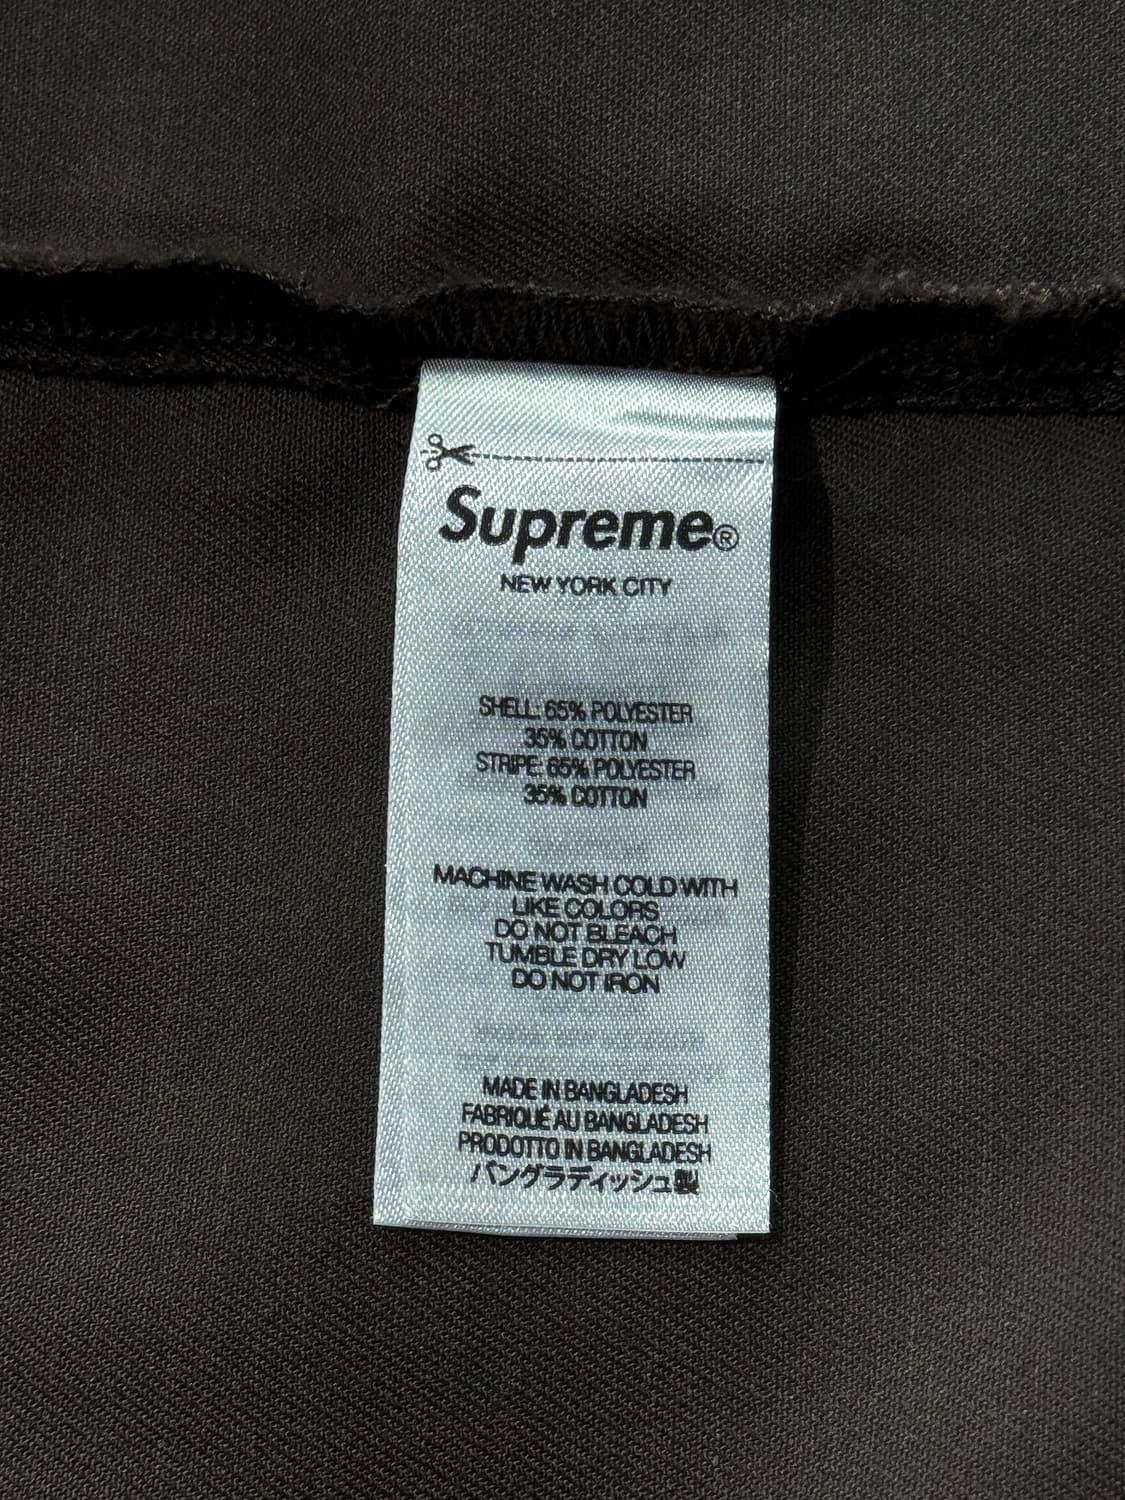 Supreme®
NEW YORK CITY
SHELL: 65% POLYESTER
35% COTTON
STRIPE: 65% POLYESTER
35% COTTON
MACHINE WASH COLD WITH
LIKE COLORS
DO NOT BLEACH
TUMBLE DRY LOW
DO NOT IRON
MADE IN BANGLADESH
FABRIQUÉ AU BANGLADESH
PRODOTTO IN BANGLADESH
バングラディッシュ製